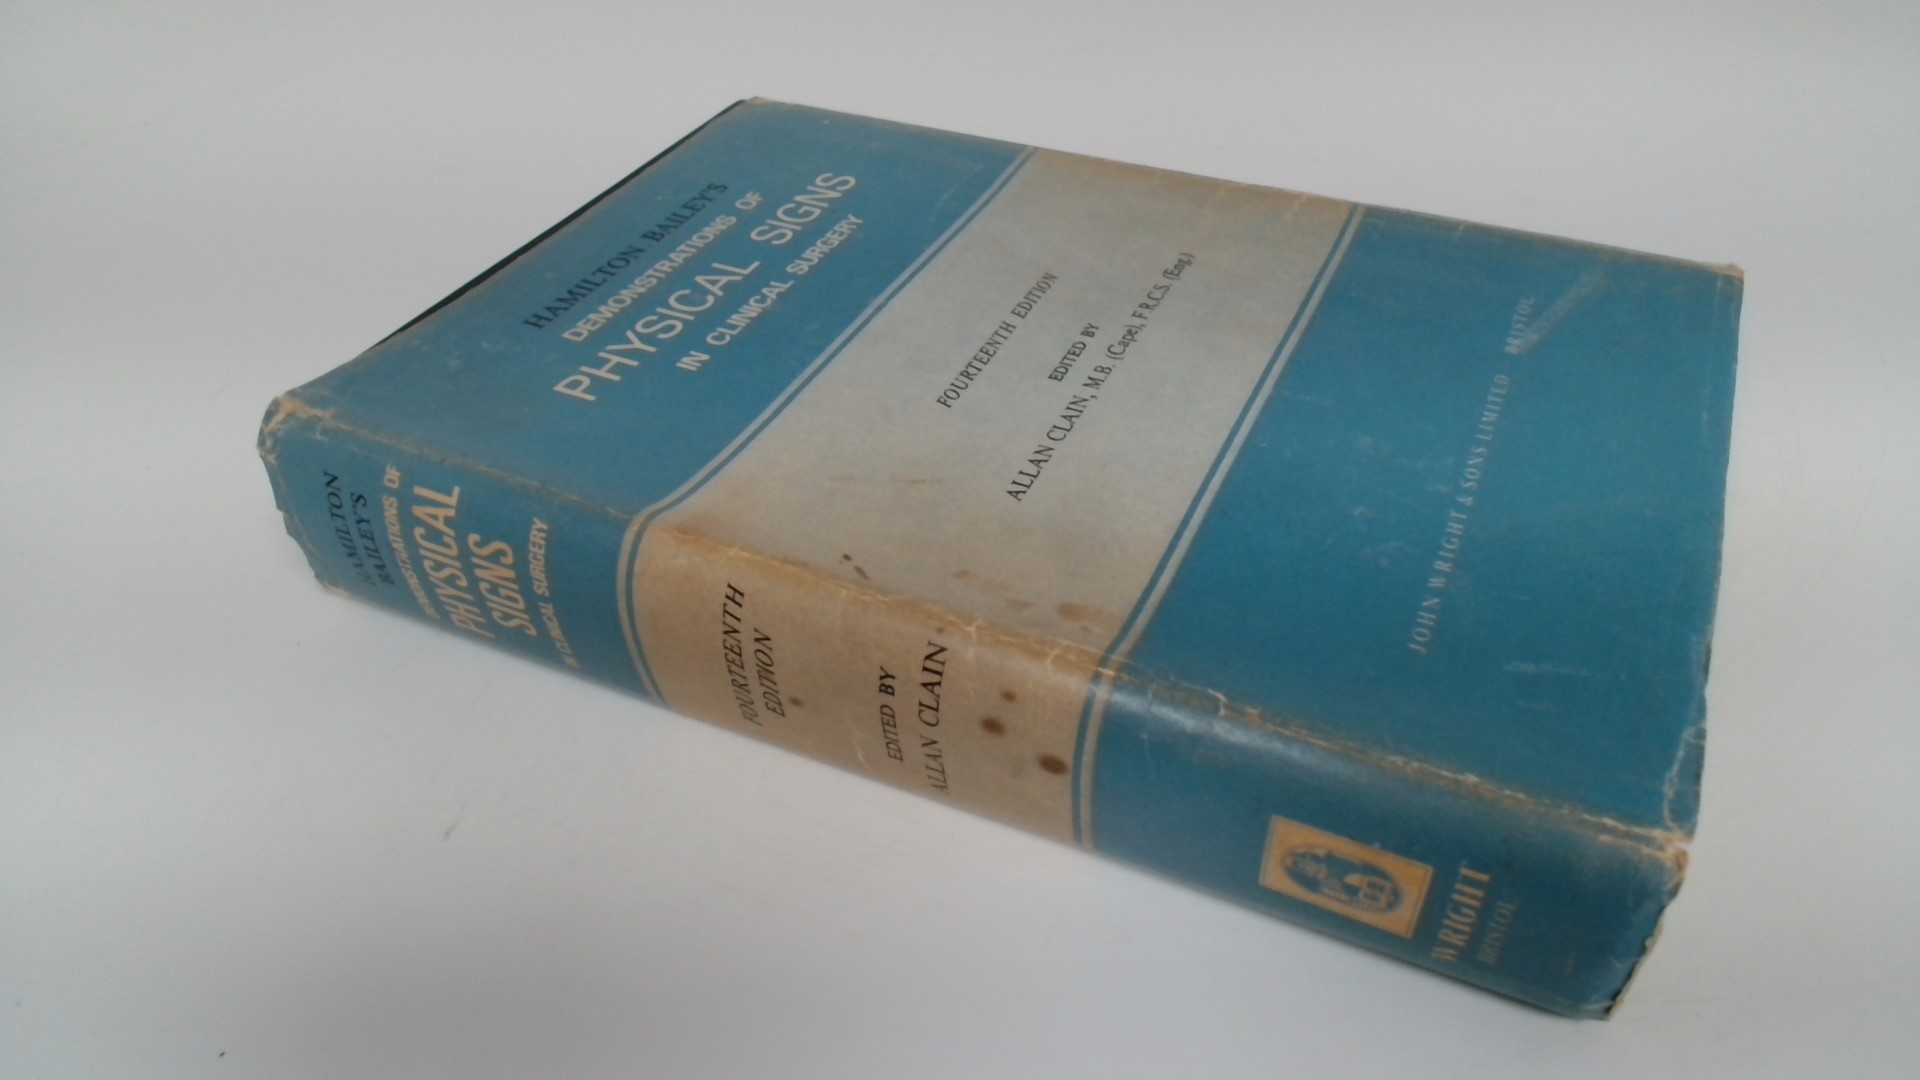 HAMILTON BAILEY'S
DEMONSTRATIONS OF
PHYSICAL SIGNS
IN CLINICAL SURGERY
FOURTEENTH EDITION
EDITED BY
ALLAN CLAIN, M.B. (Cape), F.R.C.S. (Eng.)
JOHN WRIGHT & SONS LIMITED BRISTOL
HAMILTON
BAILEY'S
DEMONSTRATIONS OF
PHYSICAL
SIGNS
IN CLINICAL SURGERY
FOURTEENTH
EDITION
EDITED BY
ALLAN CLAIN
WRIGHT
BRISTOL